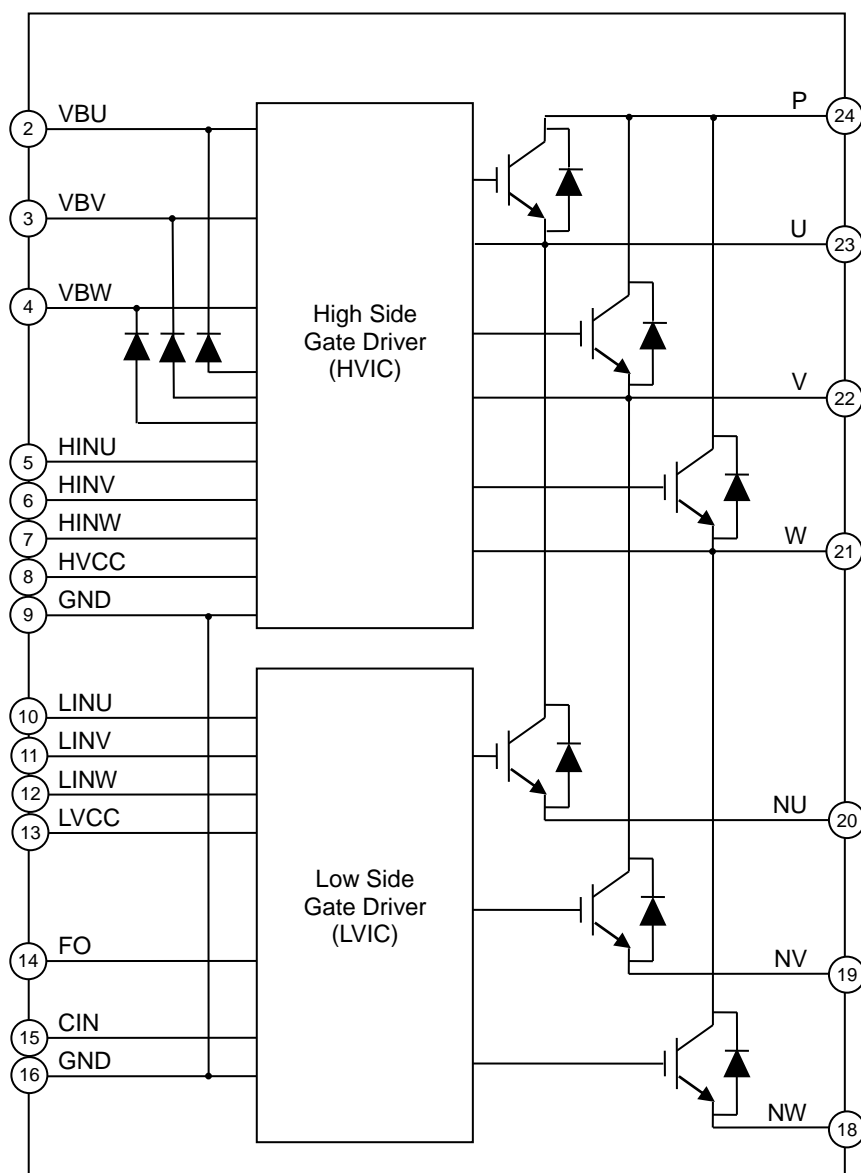 2 VBU
3 VBV
4 VBW
5 HINU
6 HINV
7 HINW
8 HVCC
9 GND
High Side
Gate Driver
(HVIC)
10 LINU
11 LINV
12 LINW
13 LVCC
14 FO
15 CIN
16 GND
Low Side
Gate Driver
(LVIC)
P 24
U 23
V 22
W 21
NU 20
NV 19
NW 18